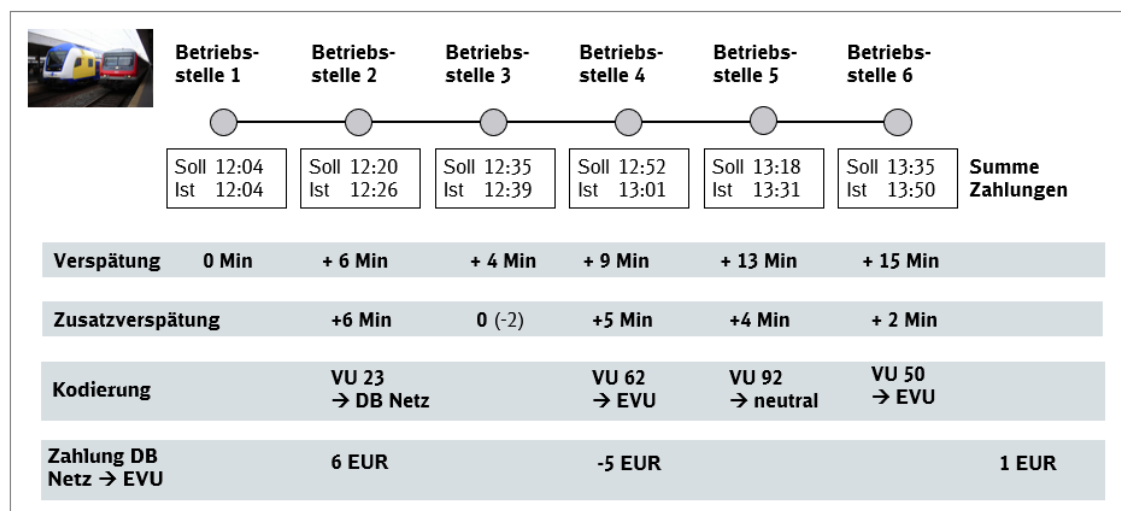 Betriebs-
stelle 1
Betriebs-
stelle 2
Betriebs-
stelle 3
Betriebs-
stelle 4
Betriebs-
stelle 5
Betriebs-
stelle 6
Soll 12:04
Ist 12:04
Soll 12:20
Ist 12:26
Soll 12:35
Ist 12:39
Soll 12:52
Ist 13:01
Soll 13:18
Ist 13:31
Soll 13:35
Ist 13:50
Summe
Zahlungen
Verspätung 0 Min + 6 Min + 4 Min + 9 Min + 13 Min + 15 Min
Zusatzverspätung +6 Min 0 (-2) +5 Min +4 Min + 2 Min
Kodierung
VU 23
→ DB Netz
VU 62
→ EVU
VU 92
→ neutral
VU 50
→ EVU
Zahlung DB
Netz → EVU
6 EUR -5 EUR 1 EUR